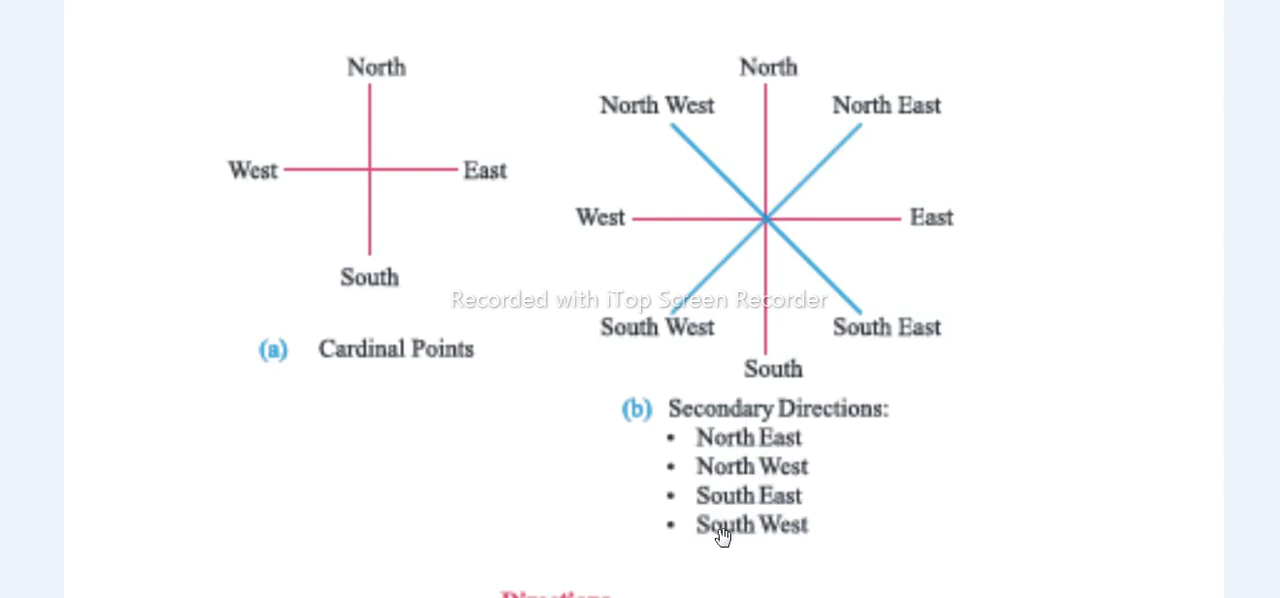 North
West
East
South
(a) Cardinal Points
North
North West
North East
West
East
South West
South East
South
(b) Secondary Directions:
• North East
• North West
• South East
• South West
Recorded with iTop Screen Recorder